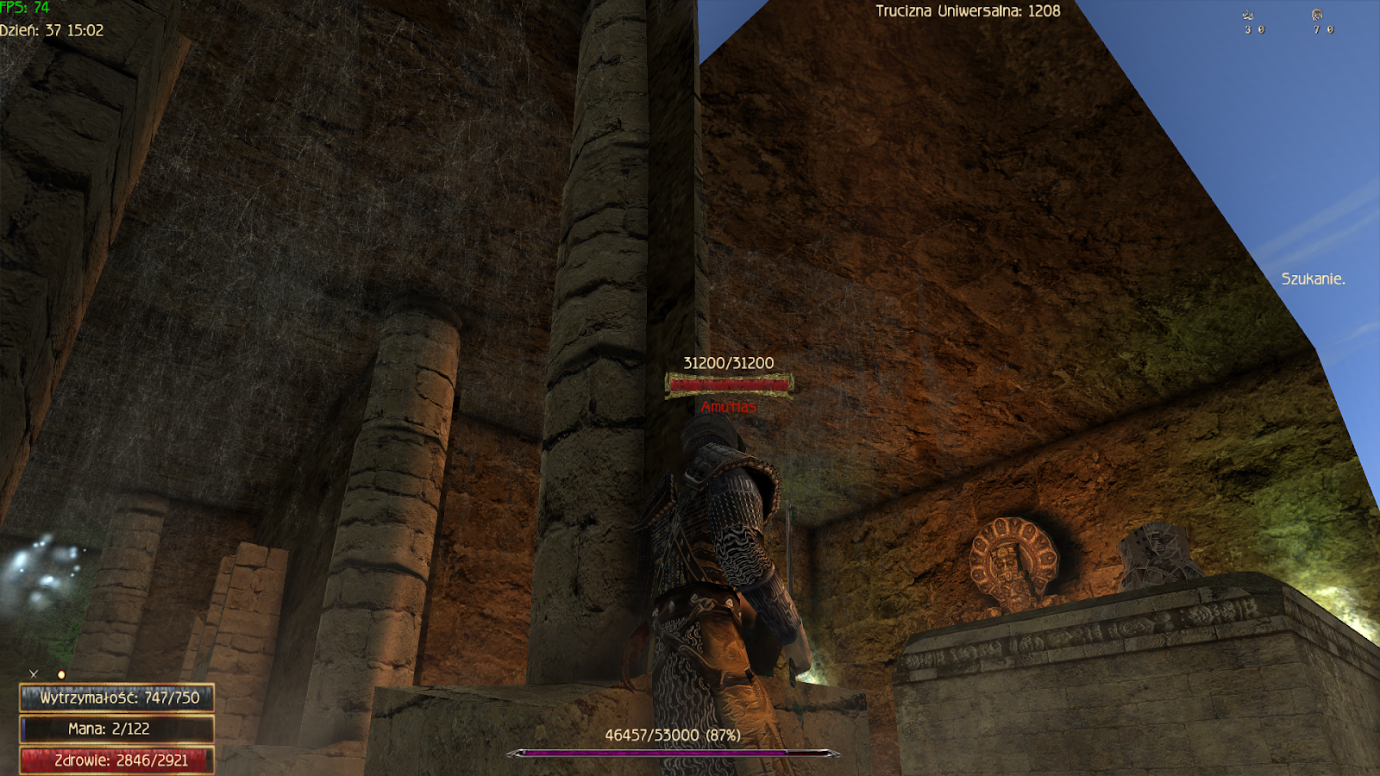 FPS: 74
Dzień: 37 15:02
Trucizna Uniwersalna: 1208
3 0 7 0
Szukanie.
31200/31200
Wytrzymałość: 747/750
Mana: 2/122
Zdrowie: 2846/2921
46457/53000 (87%)